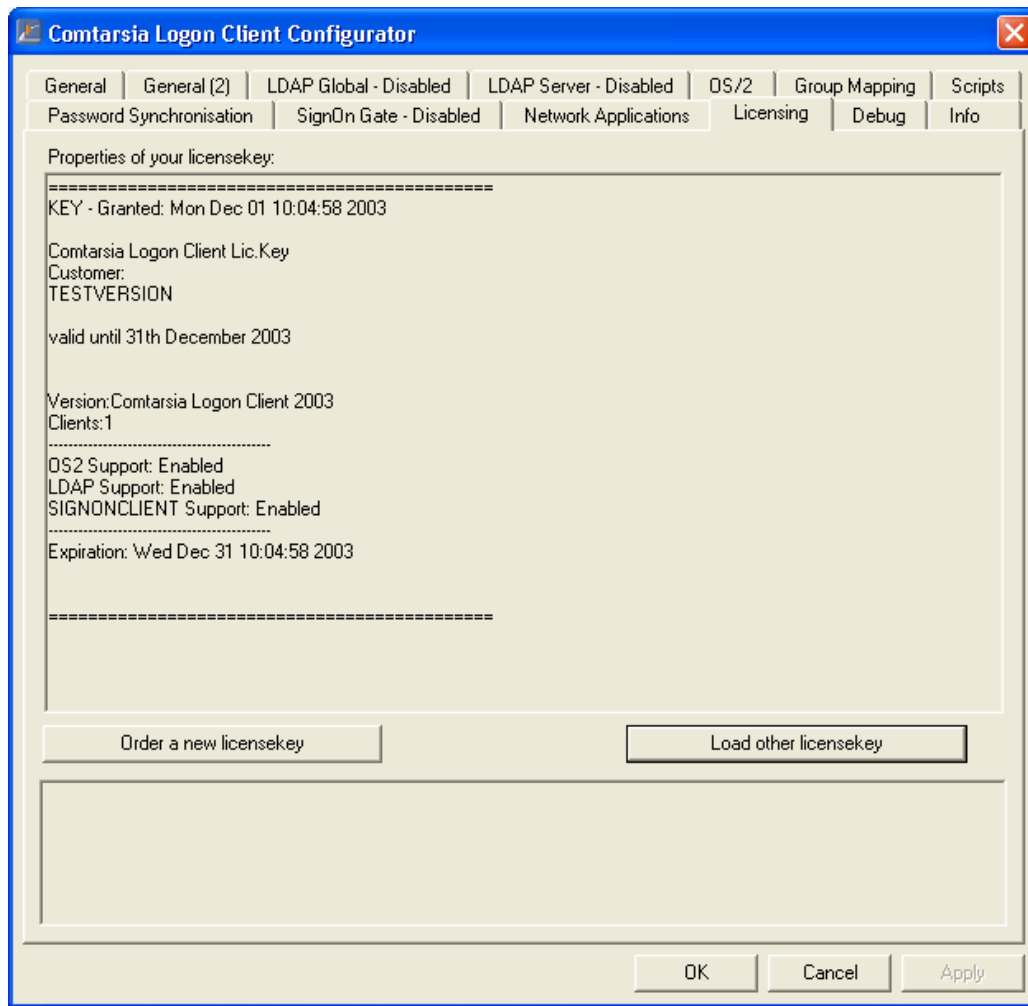 Comtarsia Logon Client Configurator
General General (2) LDAP Global - Disabled LDAP Server - Disabled OS/2 Group Mapping Scripts
Password Synchronisation SignOn Gate - Disabled Network Applications Licensing Debug Info
Properties of your licensekey:
=============================================
KEY - Granted: Mon Dec 01 10:04:58 2003
Comtarsia Logon Client Lic.Key
Customer:
TESTVERSION
valid until 31th December 2003
Version:Comtarsia Logon Client 2003
Clients:1
---------------------------------------------
OS2 Support: Enabled
LDAP Support: Enabled
SIGNONCLIENT Support: Enabled
---------------------------------------------
Expiration: Wed Dec 31 10:04:58 2003
=============================================
Order a new licensekey Load other licensekey
OK Cancel Apply